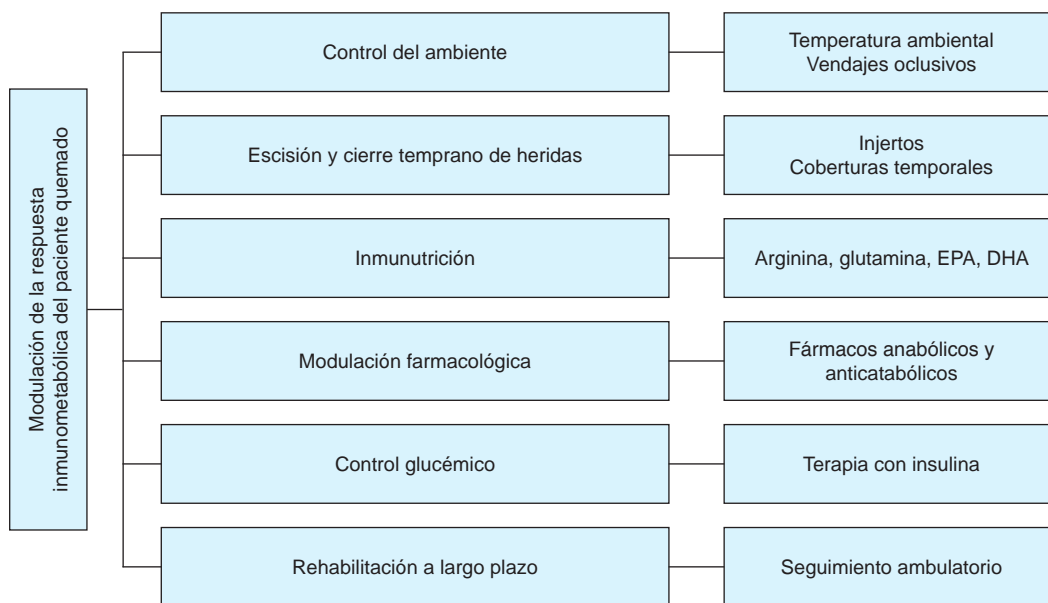 Modulación de la respuesta
inmunometabólica del paciente quemado
Control del ambiente
Temperatura ambiental
Vendajes oclusivos
Escisión y cierre temprano de heridas
Injertos
Coberturas temporales
Inmunutrición
Arginina, glutamina, EPA, DHA
Modulación farmacológica
Fármacos anabólicos y
anticatabólicos
Control glucémico
Terapia con insulina
Rehabilitación a largo plazo
Seguimiento ambulatorio